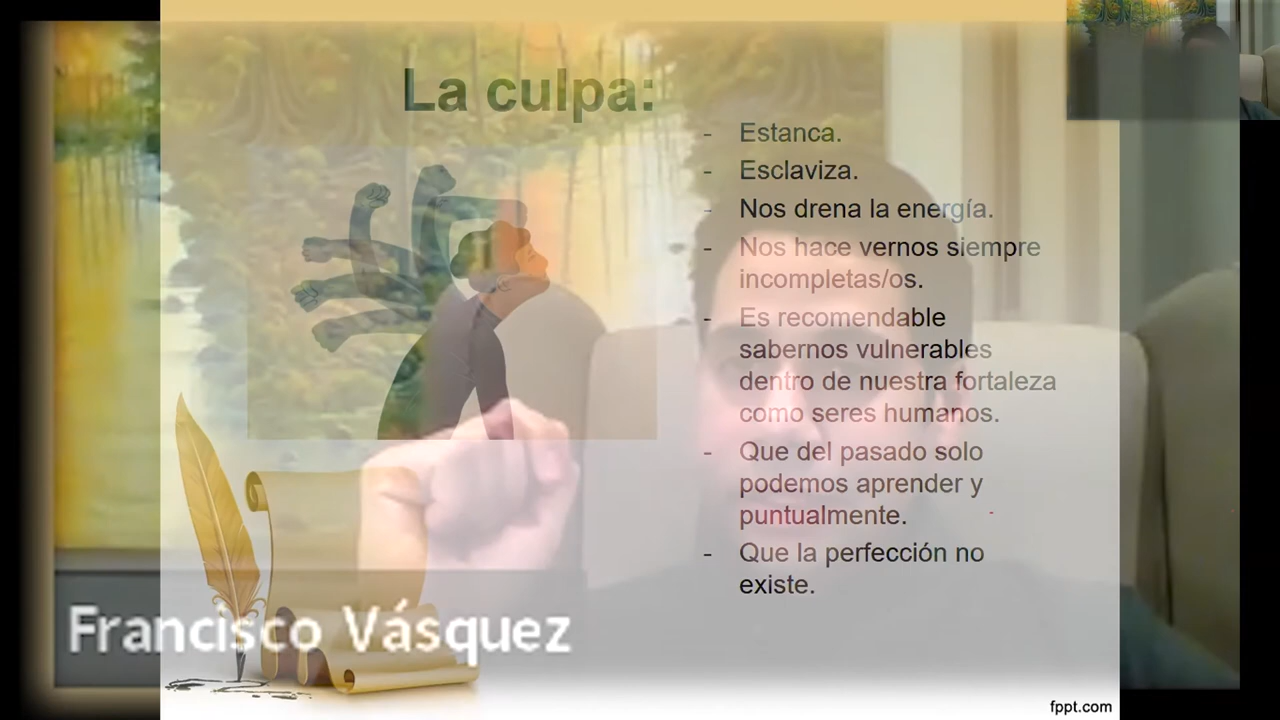 La culpa:
- Estanca.
- Esclaviza.
- Nos drena la energía.
- Nos hace vernos siempre
incompletas/os.
- Es recomendable
sabernos vulnerables
dentro de nuestra fortaleza
como seres humanos.
- Que del pasado solo
podemos aprender y
puntualmente.
- Que la perfección no
existe.
Francisco Vásquez
fppt.com